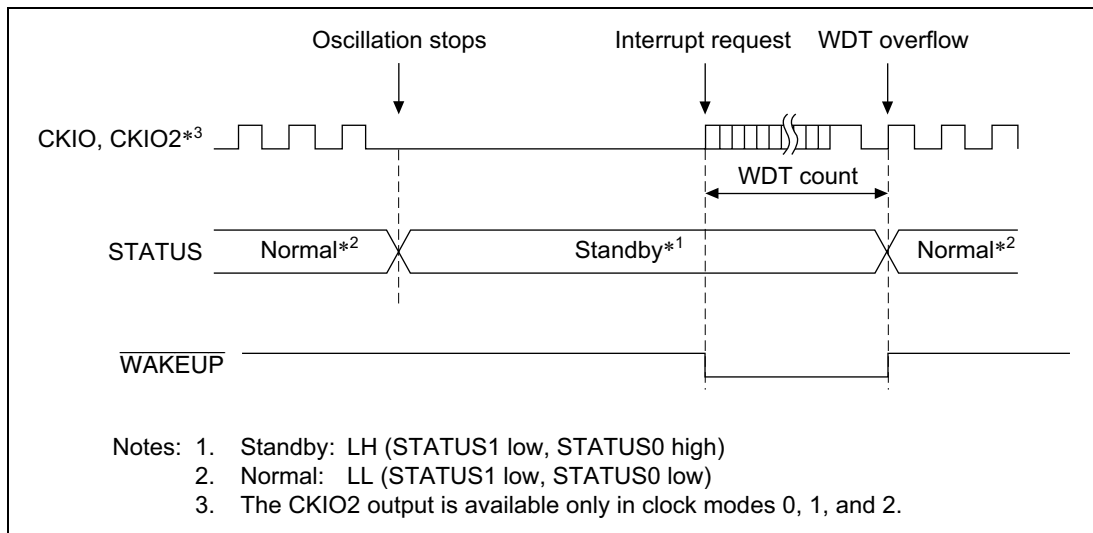 Oscillation stops Interrupt request WDT overflow
CKIO, CKIO2*3
WDT count
STATUS Normal*2 Standby*1 Normal*2
WAKEUP
Notes: 1. Standby: LH (STATUS1 low, STATUS0 high)
2. Normal: LL (STATUS1 low, STATUS0 low)
3. The CKIO2 output is available only in clock modes 0, 1, and 2.